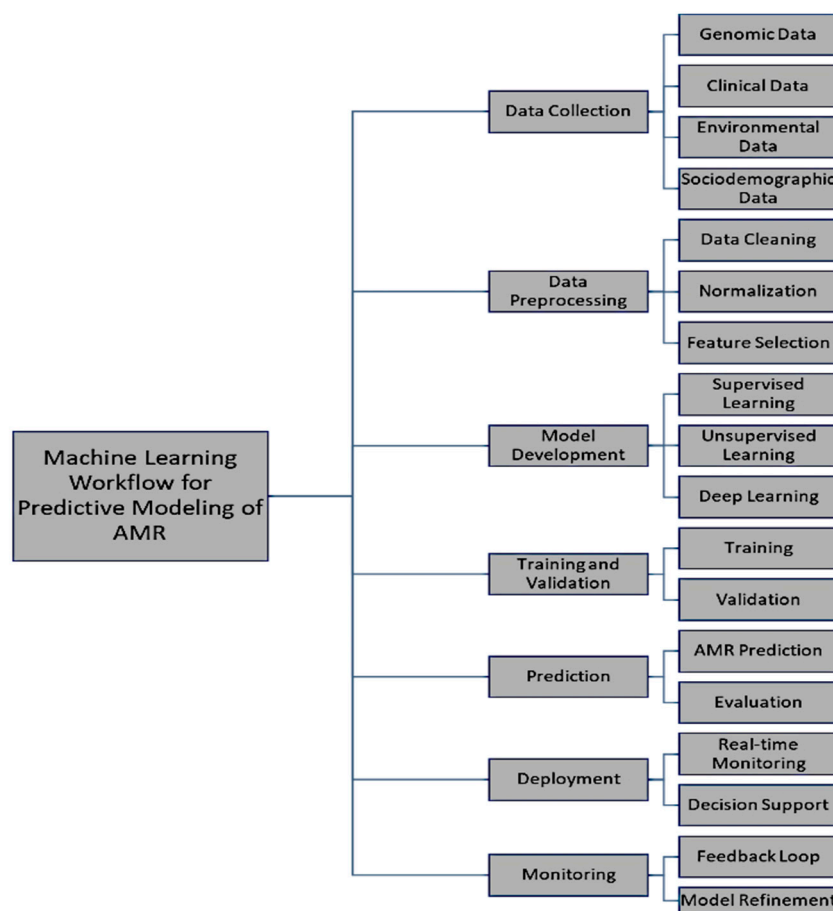 Machine Learning
Workflow for
Predictive Modeling of
AMR
Data Collection
Genomic Data
Clinical Data
Environmental
Data
Sociodemographic
Data
Data
Preprocessing
Data Cleaning
Normalization
Feature Selection
Model
Development
Supervised
Learning
Unsupervised
Learning
Deep Learning
Training and
Validation
Training
Validation
Prediction
AMR Prediction
Evaluation
Deployment
Real-time
Monitoring
Decision Support
Monitoring
Feedback Loop
Model Refinement